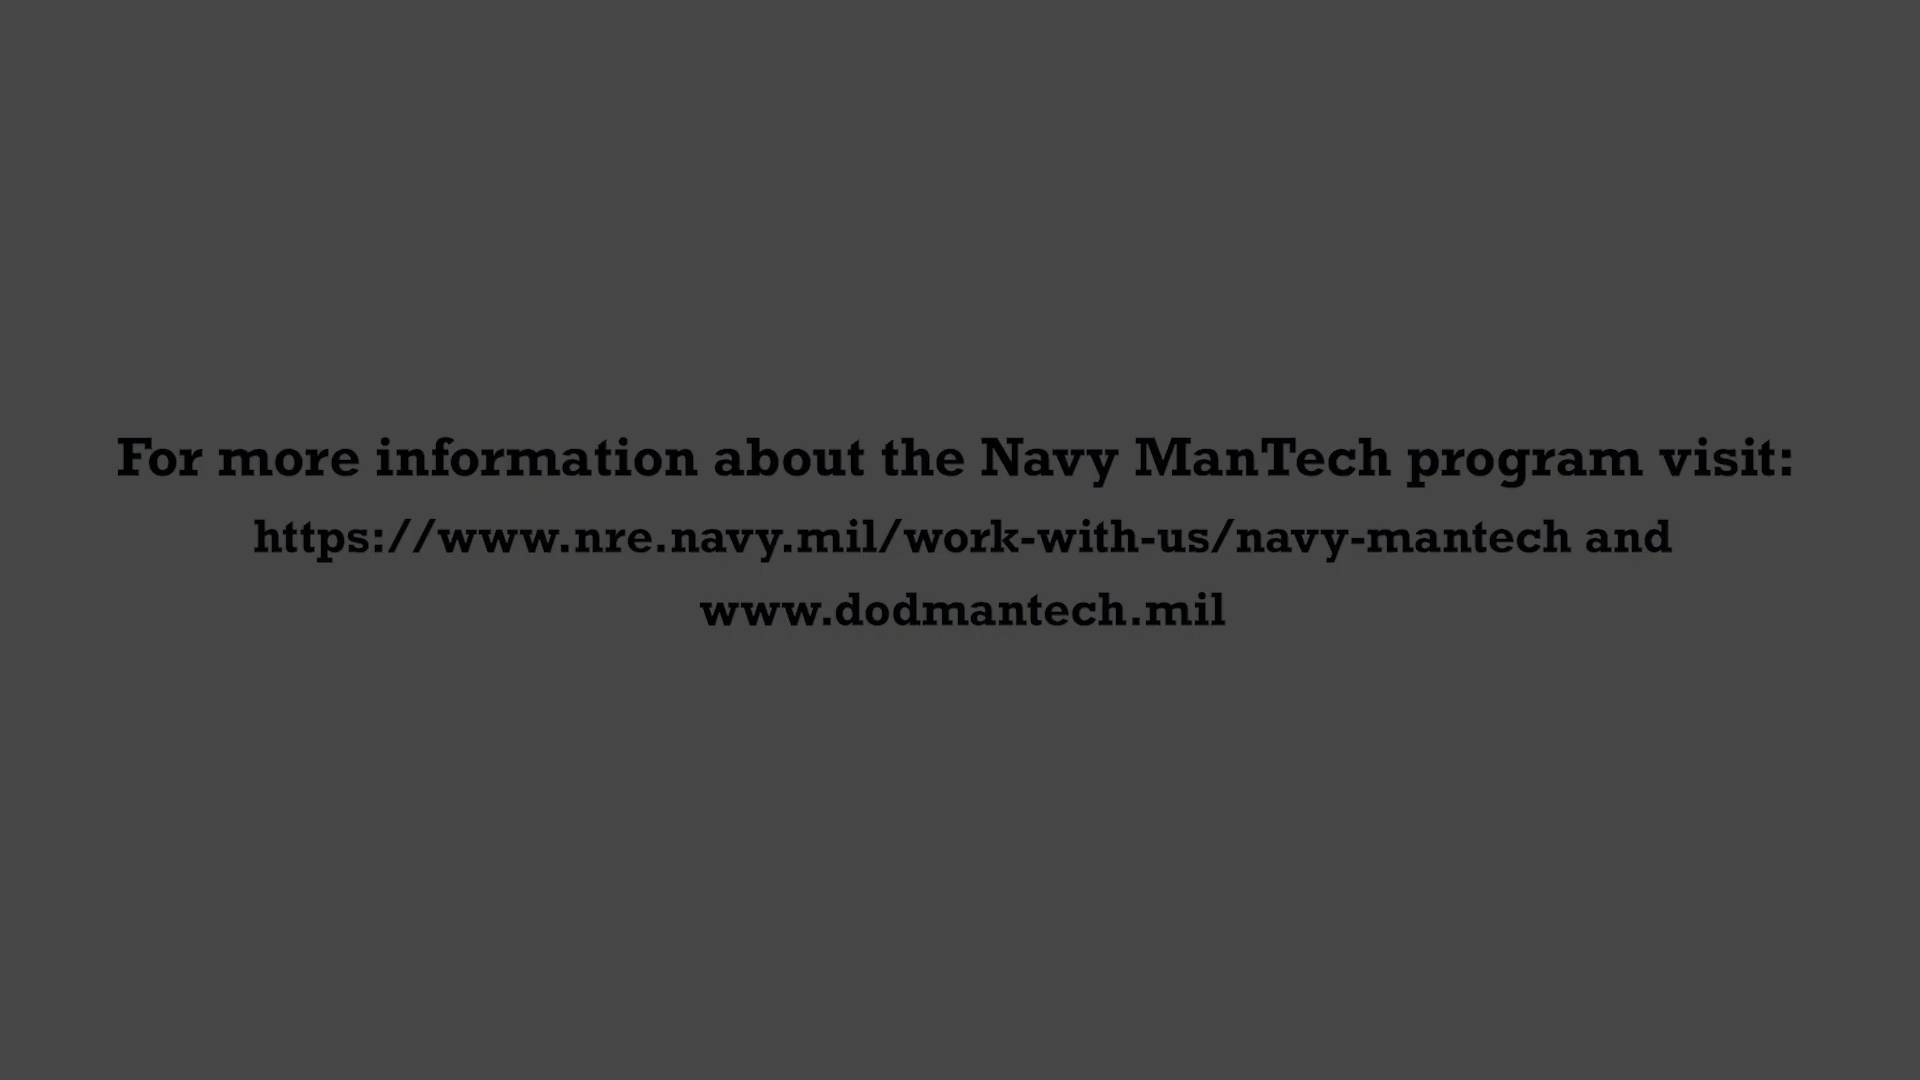 For more information about the Navy ManTech program visit:
https://www.nre.navy.mil/work-with-us/navy-mantech and
www.dodmantech.mil